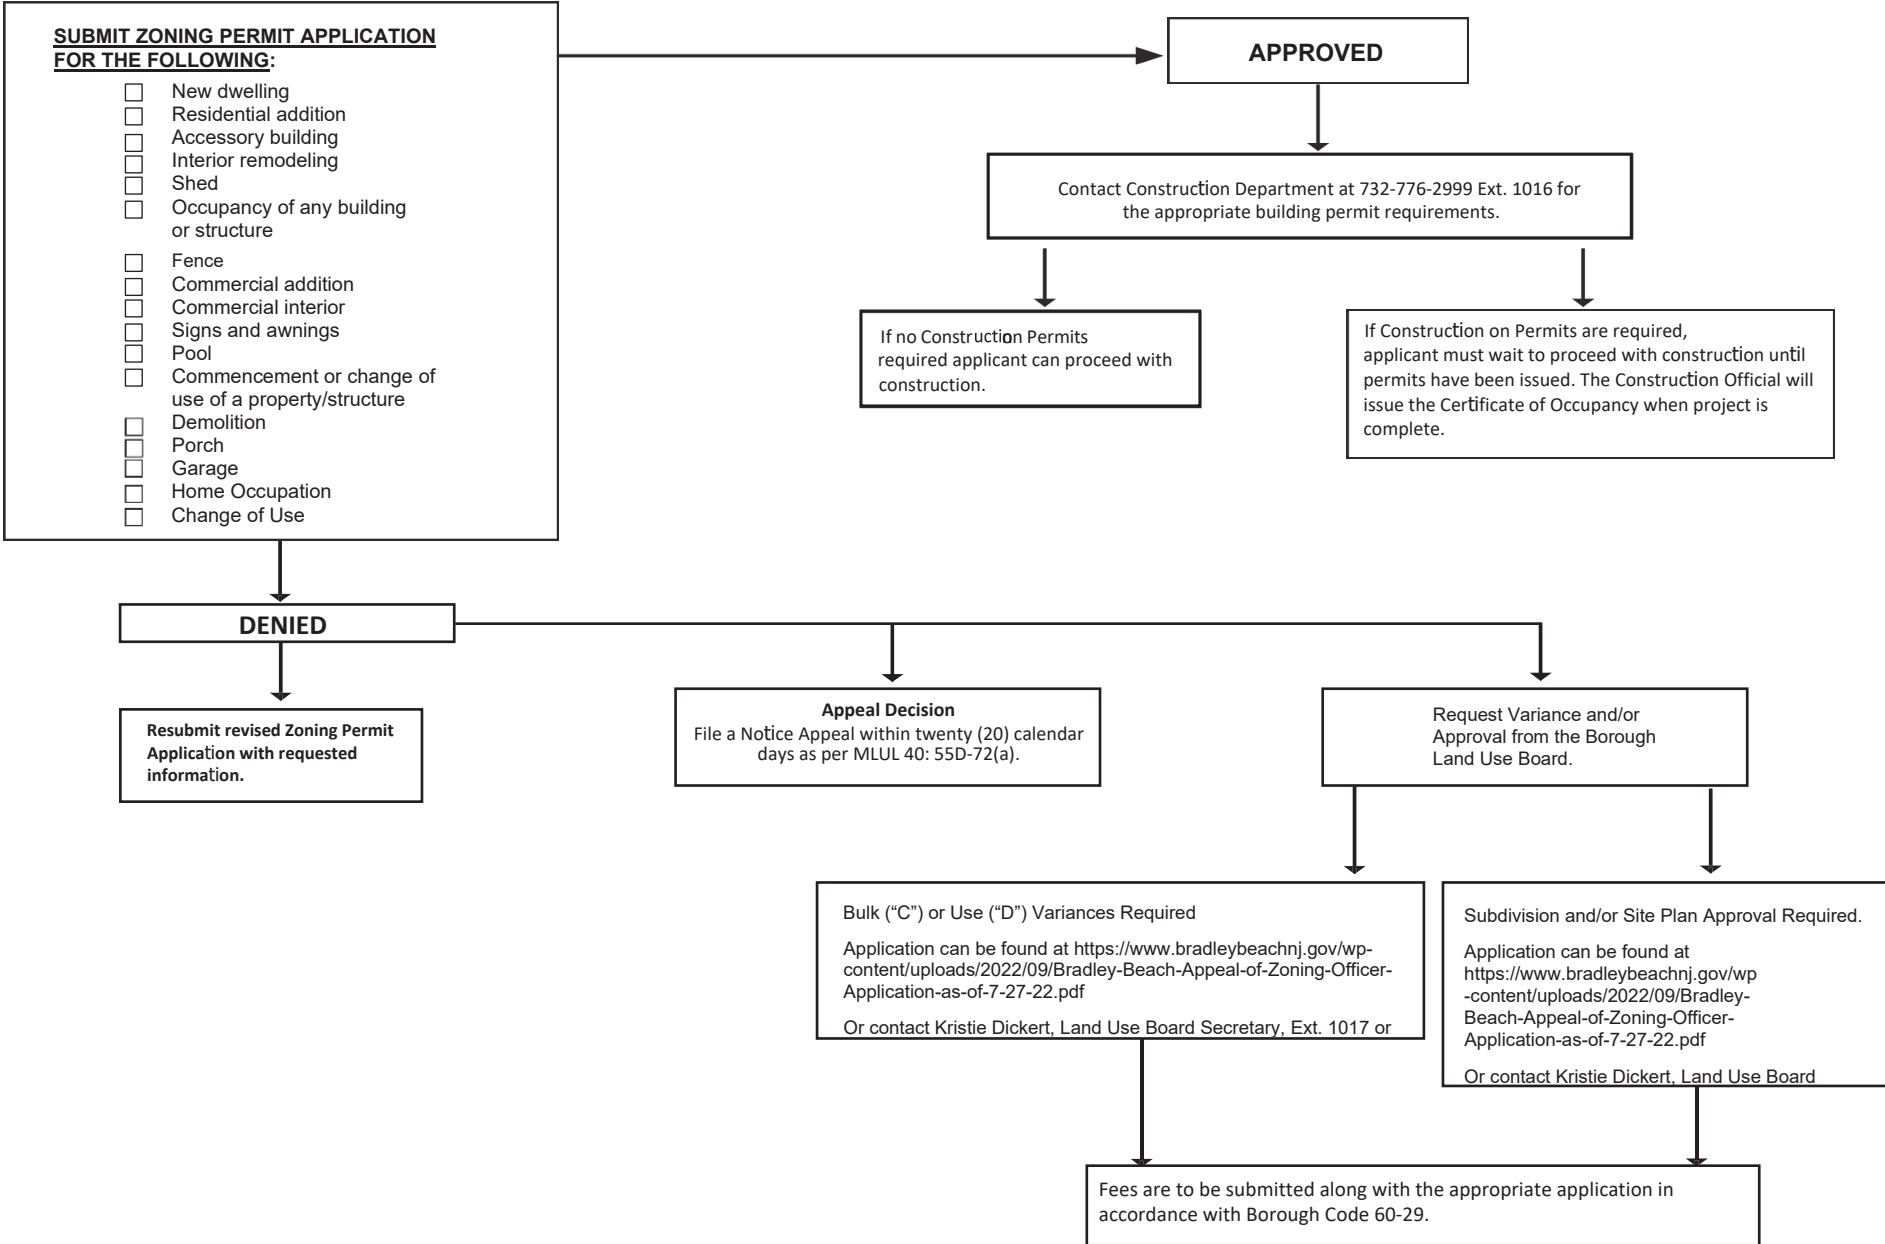 SUBMIT ZONING PERMIT APPLICATION
FOR THE FOLLOWING:
New dwelling
Residential addition
Accessory building
Interior remodeling
Shed
Occupancy of any building
or structure
Fence
Commercial addition
Commercial interior
Signs and awnings
Pool
Commencement or change of
use of a property/structure
Demolition
Porch
Garage
Home Occupation
Change of Use
APPROVED
Contact Construction Department at 732-776-2999 Ext. 1016 for
the appropriate building permit requirements.
If no Construction Permits
required applicant can proceed with
construction.
If Construction on Permits are required,
applicant must wait to proceed with construction until
permits have been issued. The Construction Official will
issue the Certificate of Occupancy when project is
complete.
DENIED
Resubmit revised Zoning Permit
Application with requested
information.
Appeal Decision
File a Notice Appeal within twenty (20) calendar
days as per MLUL 40: 55D-72(a).
Request Variance and/or
Approval from the Borough
Land Use Board.
Bulk (“C”) or Use (“D”) Variances Required
Application can be found at https://www.bradleybeachnj.gov/wp-
content/uploads/2022/09/Bradley-Beach-Appeal-of-Zoning-Officer-
Application-as-of-7-27-22.pdf
Or contact Kristie Dickert, Land Use Board Secretary, Ext. 1017 or
Subdivision and/or Site Plan Approval Required.
Application can be found at
https://www.bradleybeachnj.gov/wp
-content/uploads/2022/09/Bradley-
Beach-Appeal-of-Zoning-Officer-
Application-as-of-7-27-22.pdf
Or contact Kristie Dickert, Land Use Board
Fees are to be submitted along with the appropriate application in
accordance with Borough Code 60-29.